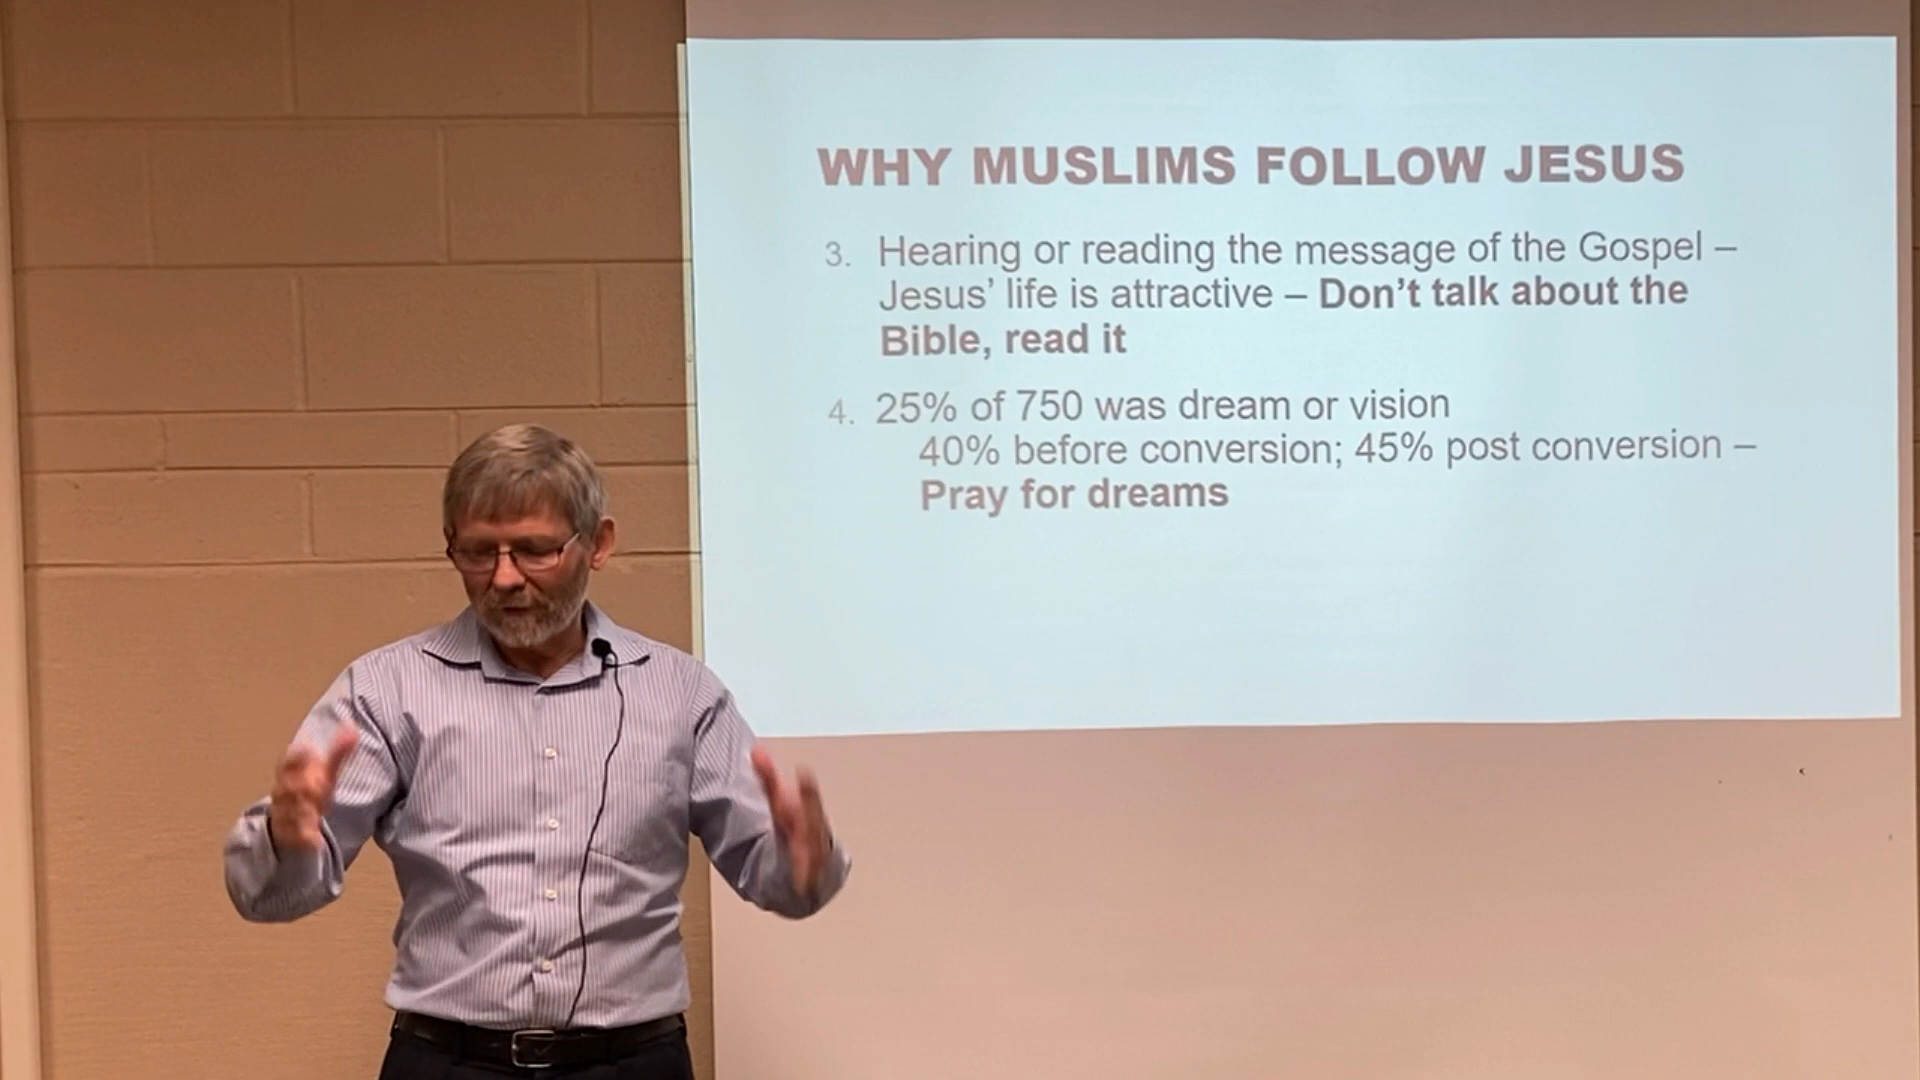 WHY MUSLIMS FOLLOW JESUS
3. Hearing or reading the message of the Gospel –
Jesus’ life is attractive – Don’t talk about the
Bible, read it
4. 25% of 750 was dream or vision
40% before conversion; 45% post conversion –
Pray for dreams